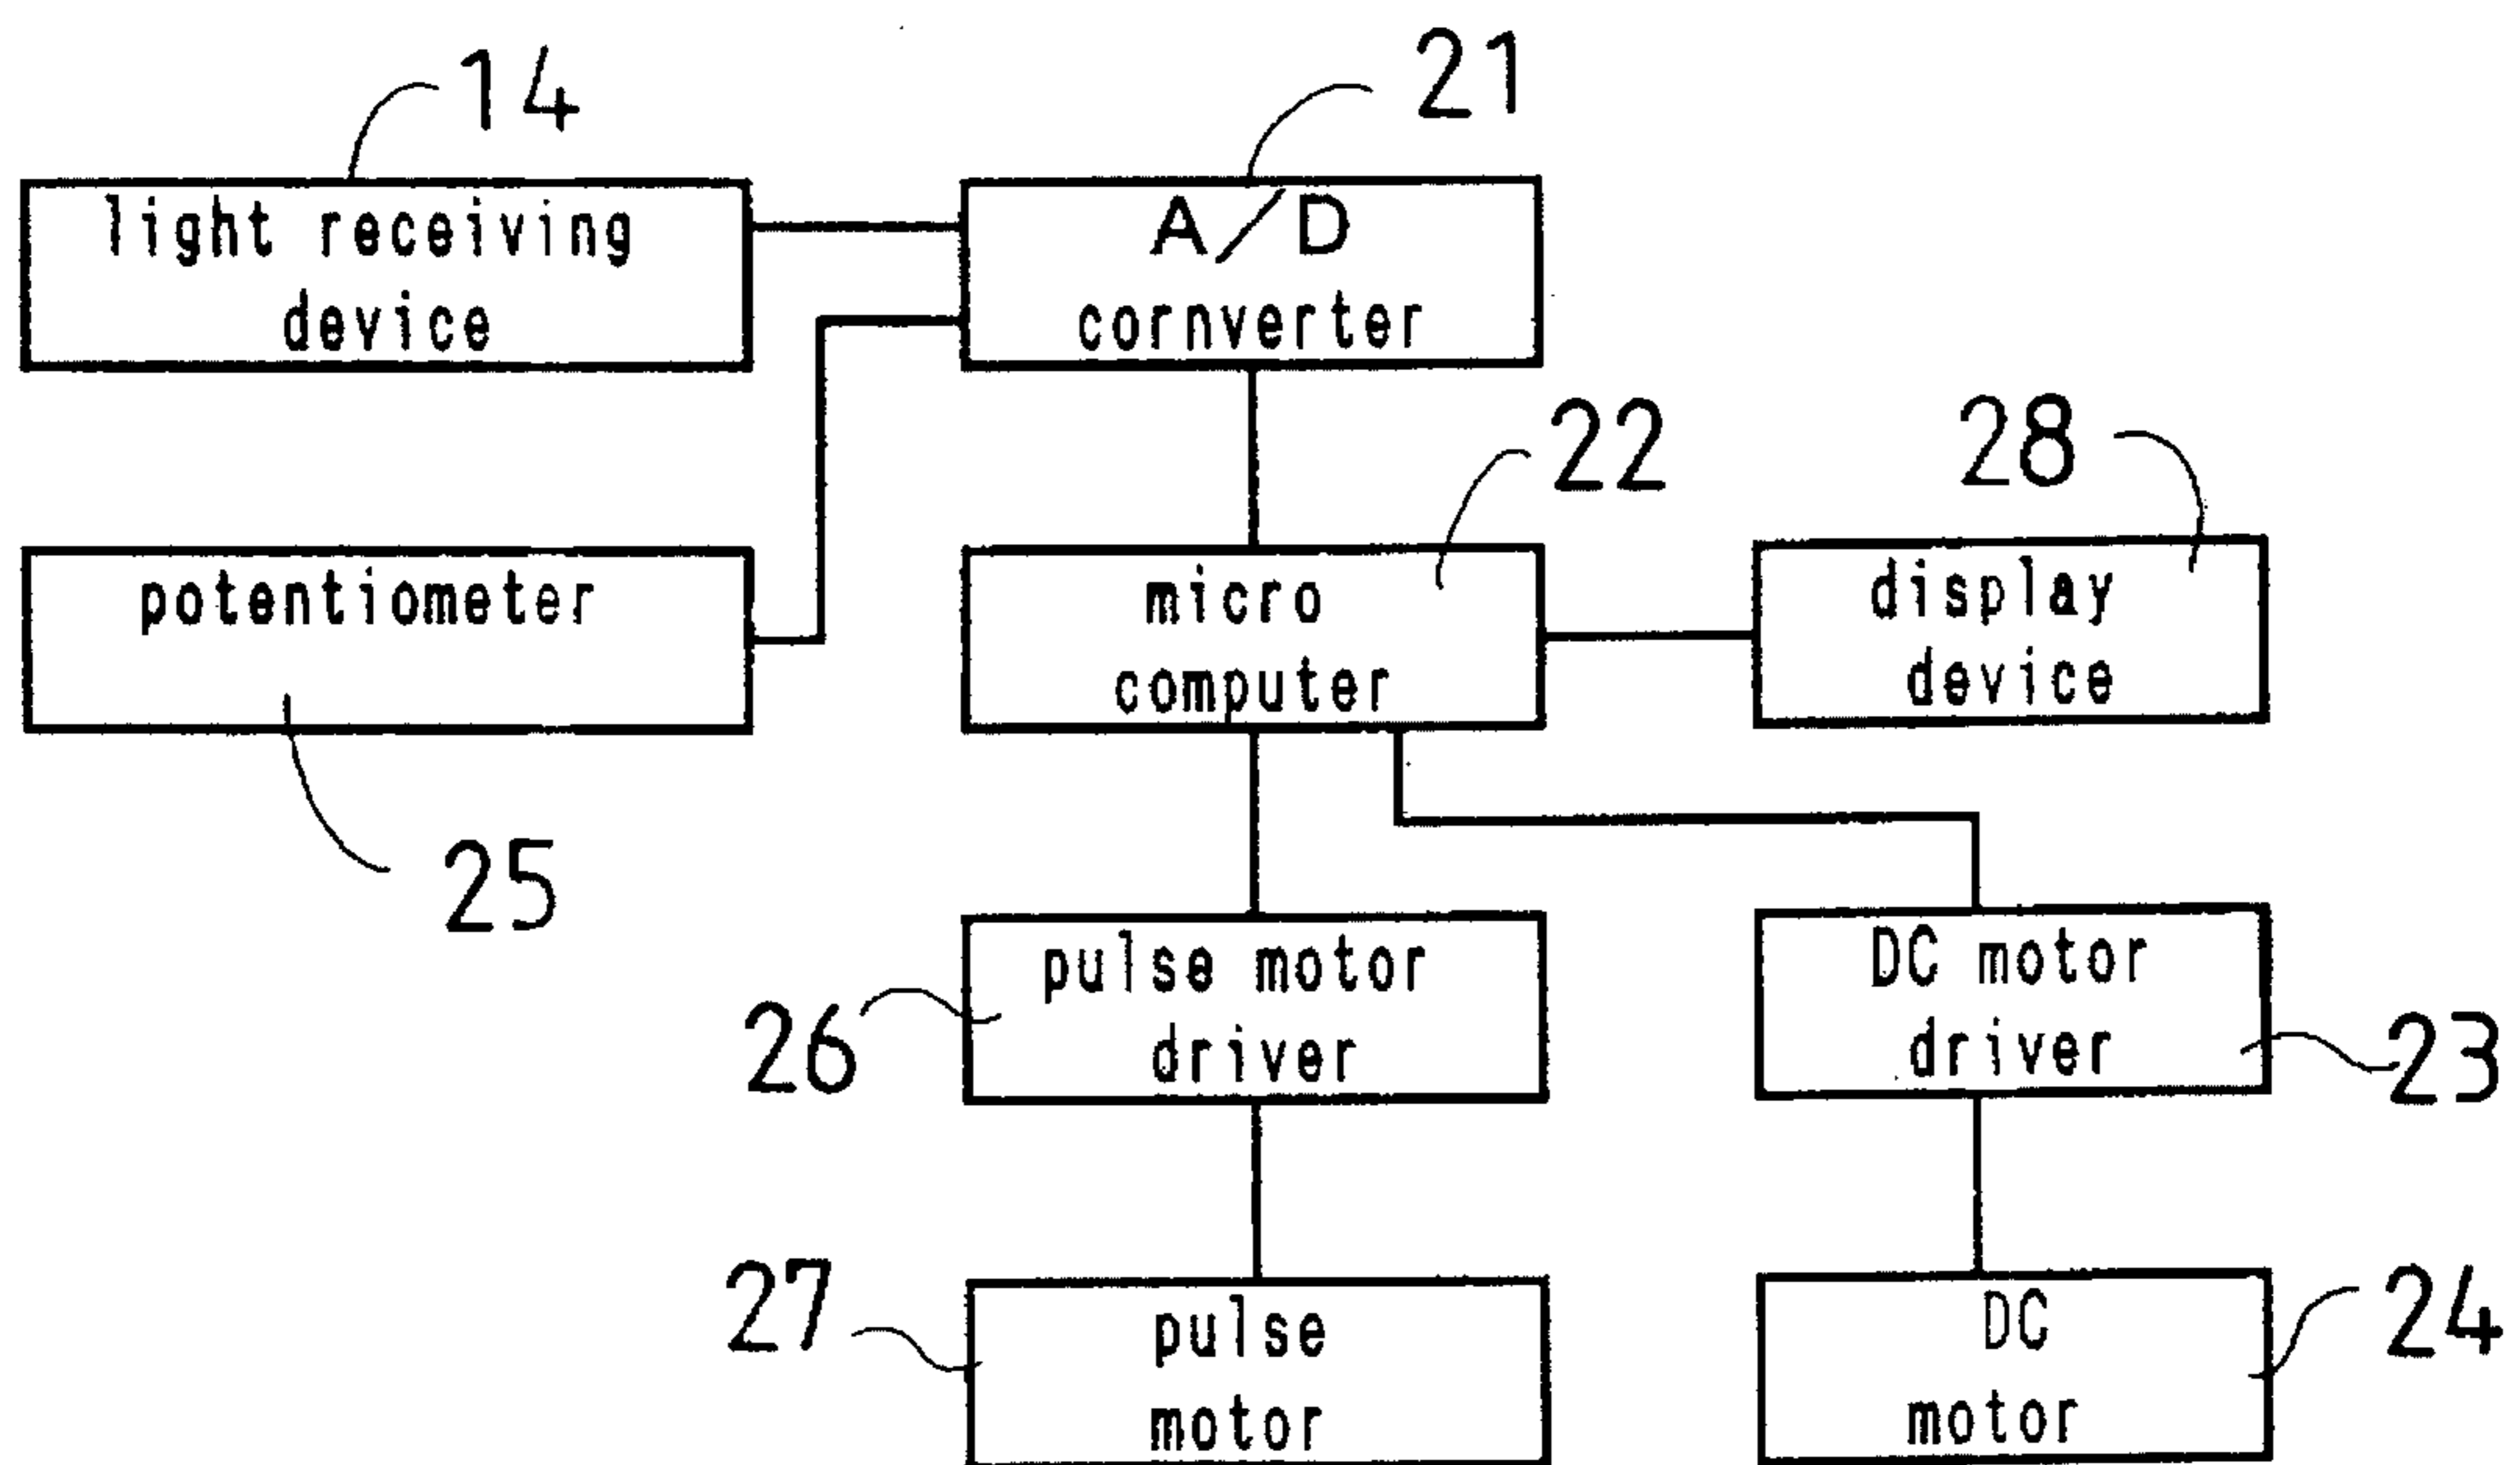 14
21
light receiving
device
A/D
cornverter
22
28
potentiometer
micro
computer
display
device
25
pulse motor
driver
26
DC motor
driver
23
27
pulse
motor
DC
motor
24